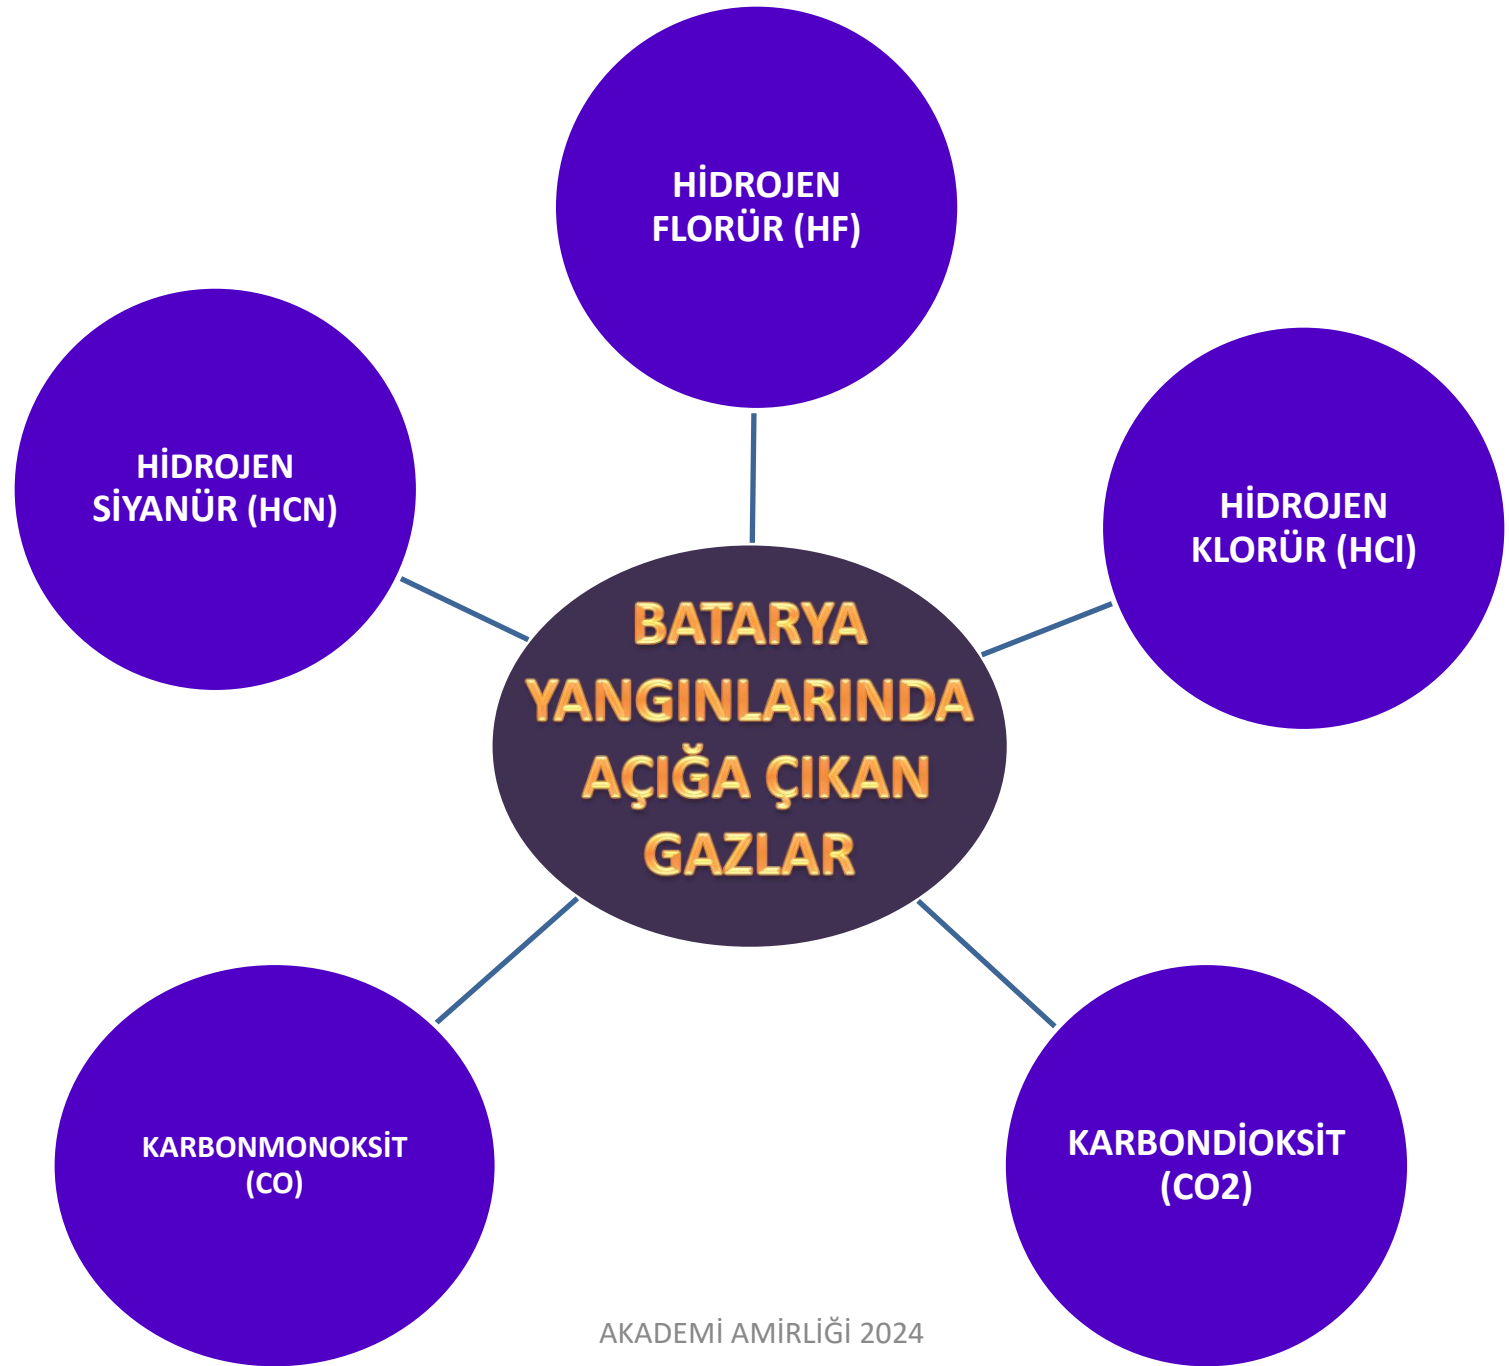 HİDROJEN
FLORÜR (HF)
HİDROJEN
SİYANÜR (HCN)
HİDROJEN
KLORÜR (HCl)
BATARYA
YANGINLARINDA
AÇIĞA ÇIKAN
GAZLAR
KARBONMONOKSİT
(CO)
KARBONDİOKSİT
(CO2)
AKADEMİ AMİRLİĞİ 2024